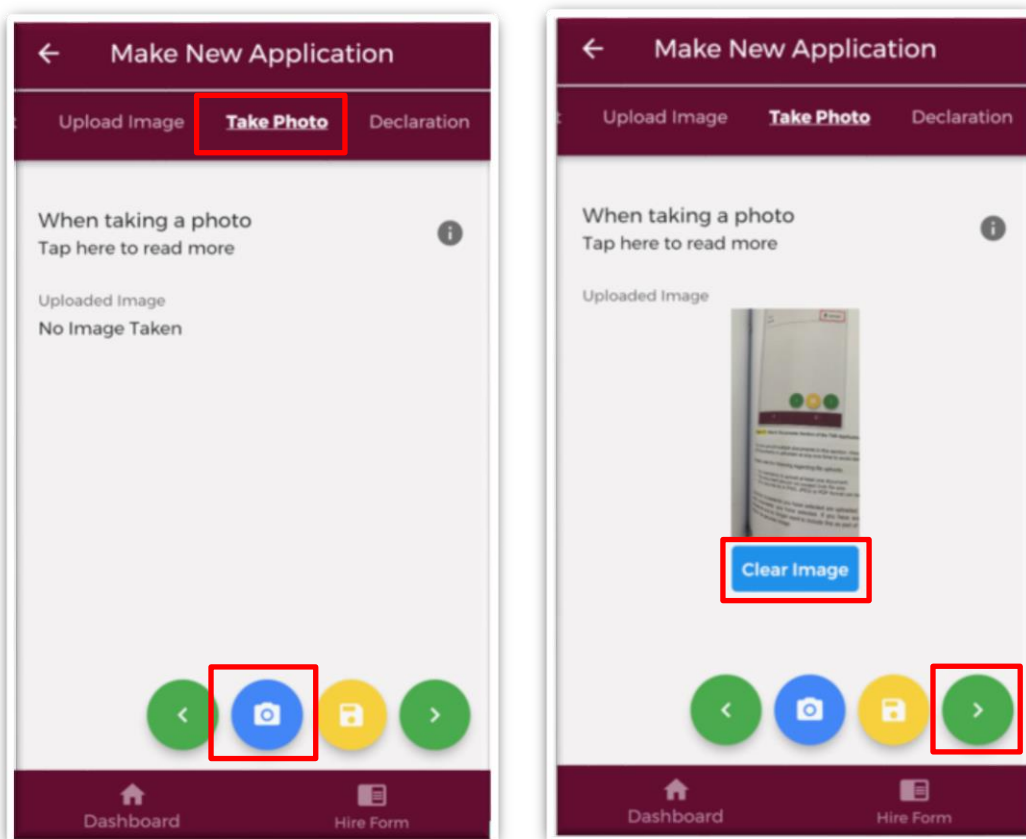 Make New Application
Upload Image Take Photo Declaration
When taking a photo
Tap here to read more
Uploaded Image
No Image Taken
Dashboard Hire Form
Make New Application
Upload Image Take Photo Declaration
When taking a photo
Tap here to read more
Uploaded Image
Clear Image
Dashboard Hire Form